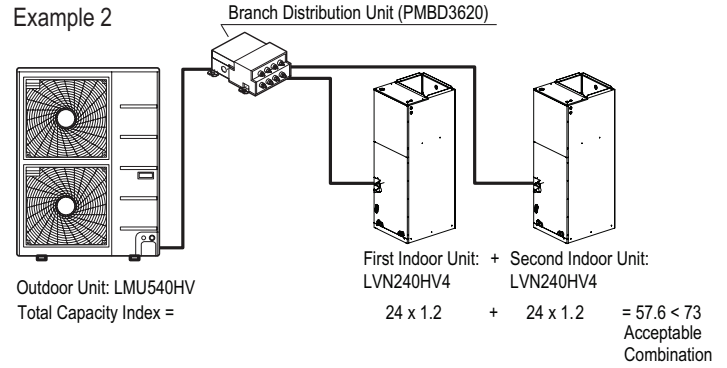 Example 2
Branch Distribution Unit (PMBD3620)
First Indoor Unit: + Second Indoor Unit:
LVN240HV4 LVN240HV4
Outdoor Unit: LMU540HV
Total Capacity Index = 24 x 1.2 + 24 x 1.2 = 57.6 < 73
Acceptable
Combination